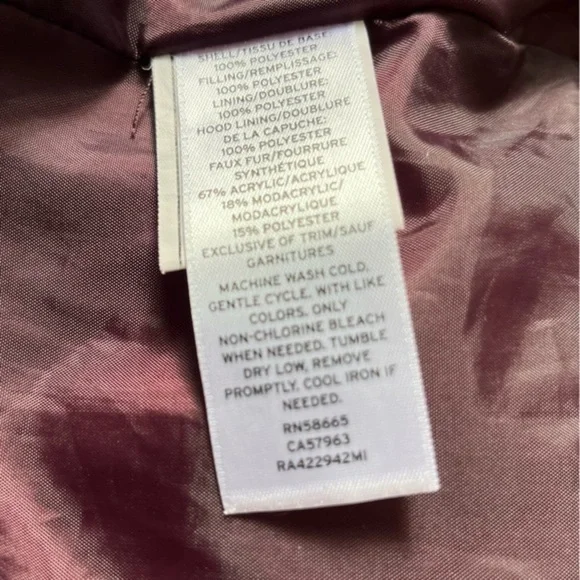 SHELL/TISSU DE BASE:
100% POLYESTER
FILLING/REMPLISSAGE:
100% POLYESTER
LINING/DOUBLURE:
100% POLYESTER
HOOD LINING/DOUBLURE
DE LA CAPUCHE:
100% POLYESTER
FAUX FUR/FOURRURE
SYNTHÉTIQUE
67% ACRYLIC/ACRYLIQUE
18% MODACRYLIC/
MODACRYLIQUE
15% POLYESTER
EXCLUSIVE OF TRIM/SAUF
GARNITURES
MACHINE WASH COLD,
GENTLE CYCLE, WITH LIKE
COLORS. ONLY
NON-CHLORINE BLEACH
WHEN NEEDED. TUMBLE
DRY LOW, REMOVE
PROMPTLY, COOL IRON IF
NEEDED.
RN58665
CA57963
RA422942MI